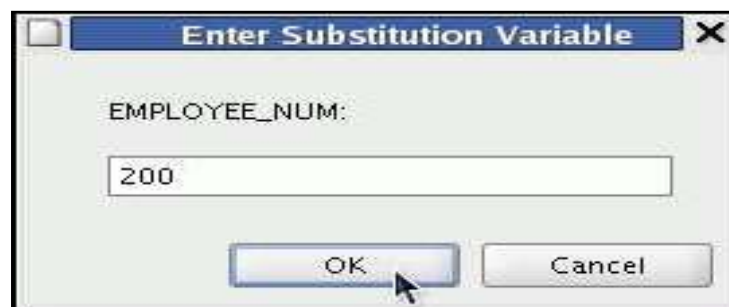 Enter Substitution Variable
EMPLOYEE_NUM:
200
OK
Cancel